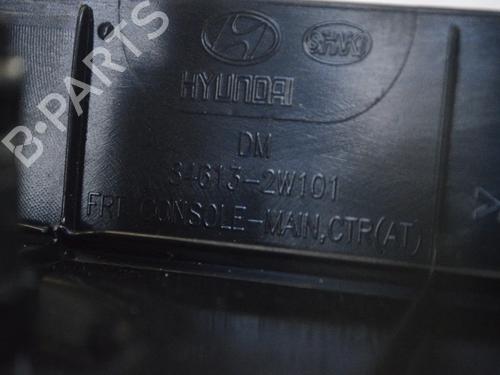 HYUNDAI
DM
84613-2W101
FRT CONSOLE-MAIN,CTR(AT)
B-PARTS